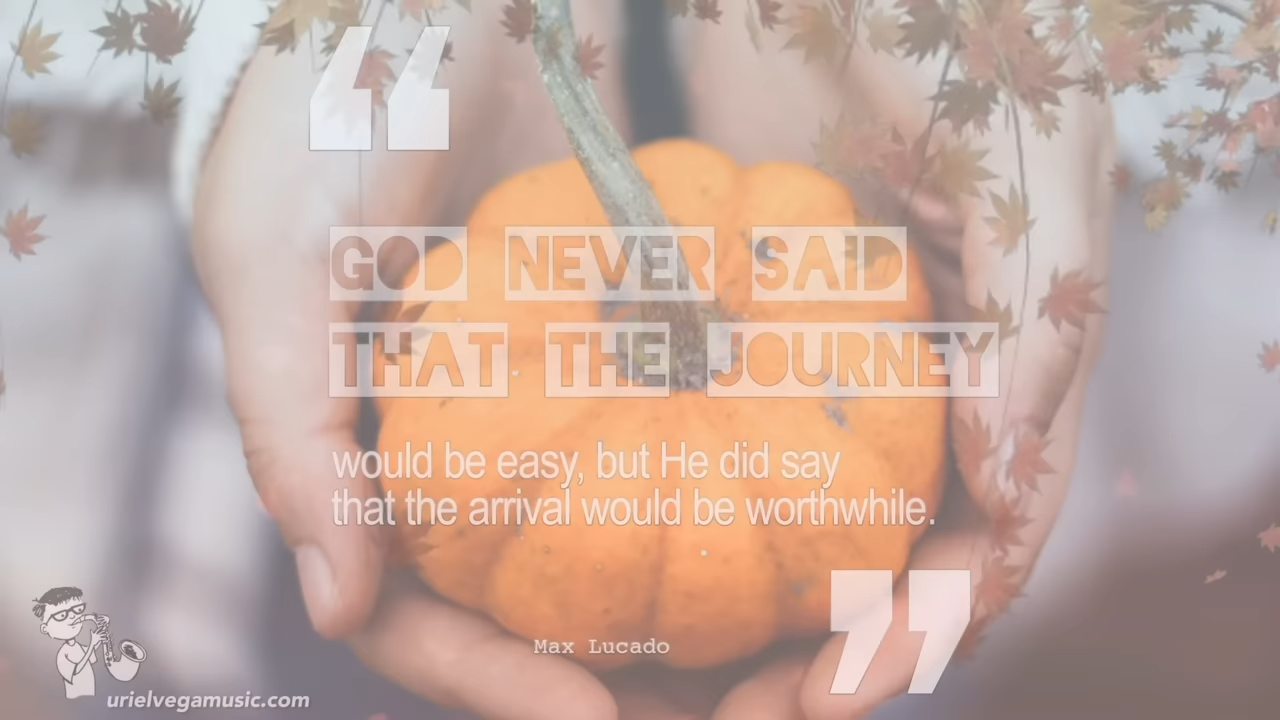 “
GOD NEVER SAID
THAT THE JOURNEY
would be easy, but He did say
that the arrival would be worthwhile.
”
Max Lucado
urielvegamusic.com